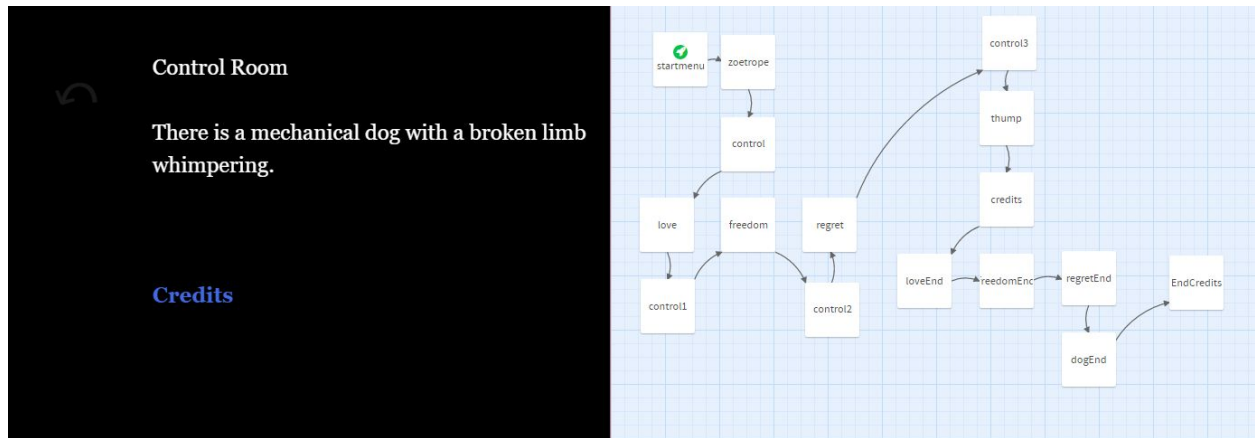 Control Room
There is a mechanical dog with a broken limb
whimpering.
Credits
startmenu
zoetrope
control
love
freedom
regret
control1
control2
control3
thump
credits
loveEnd
reedomEnc
regretEnd
EndCredits
dogEnd